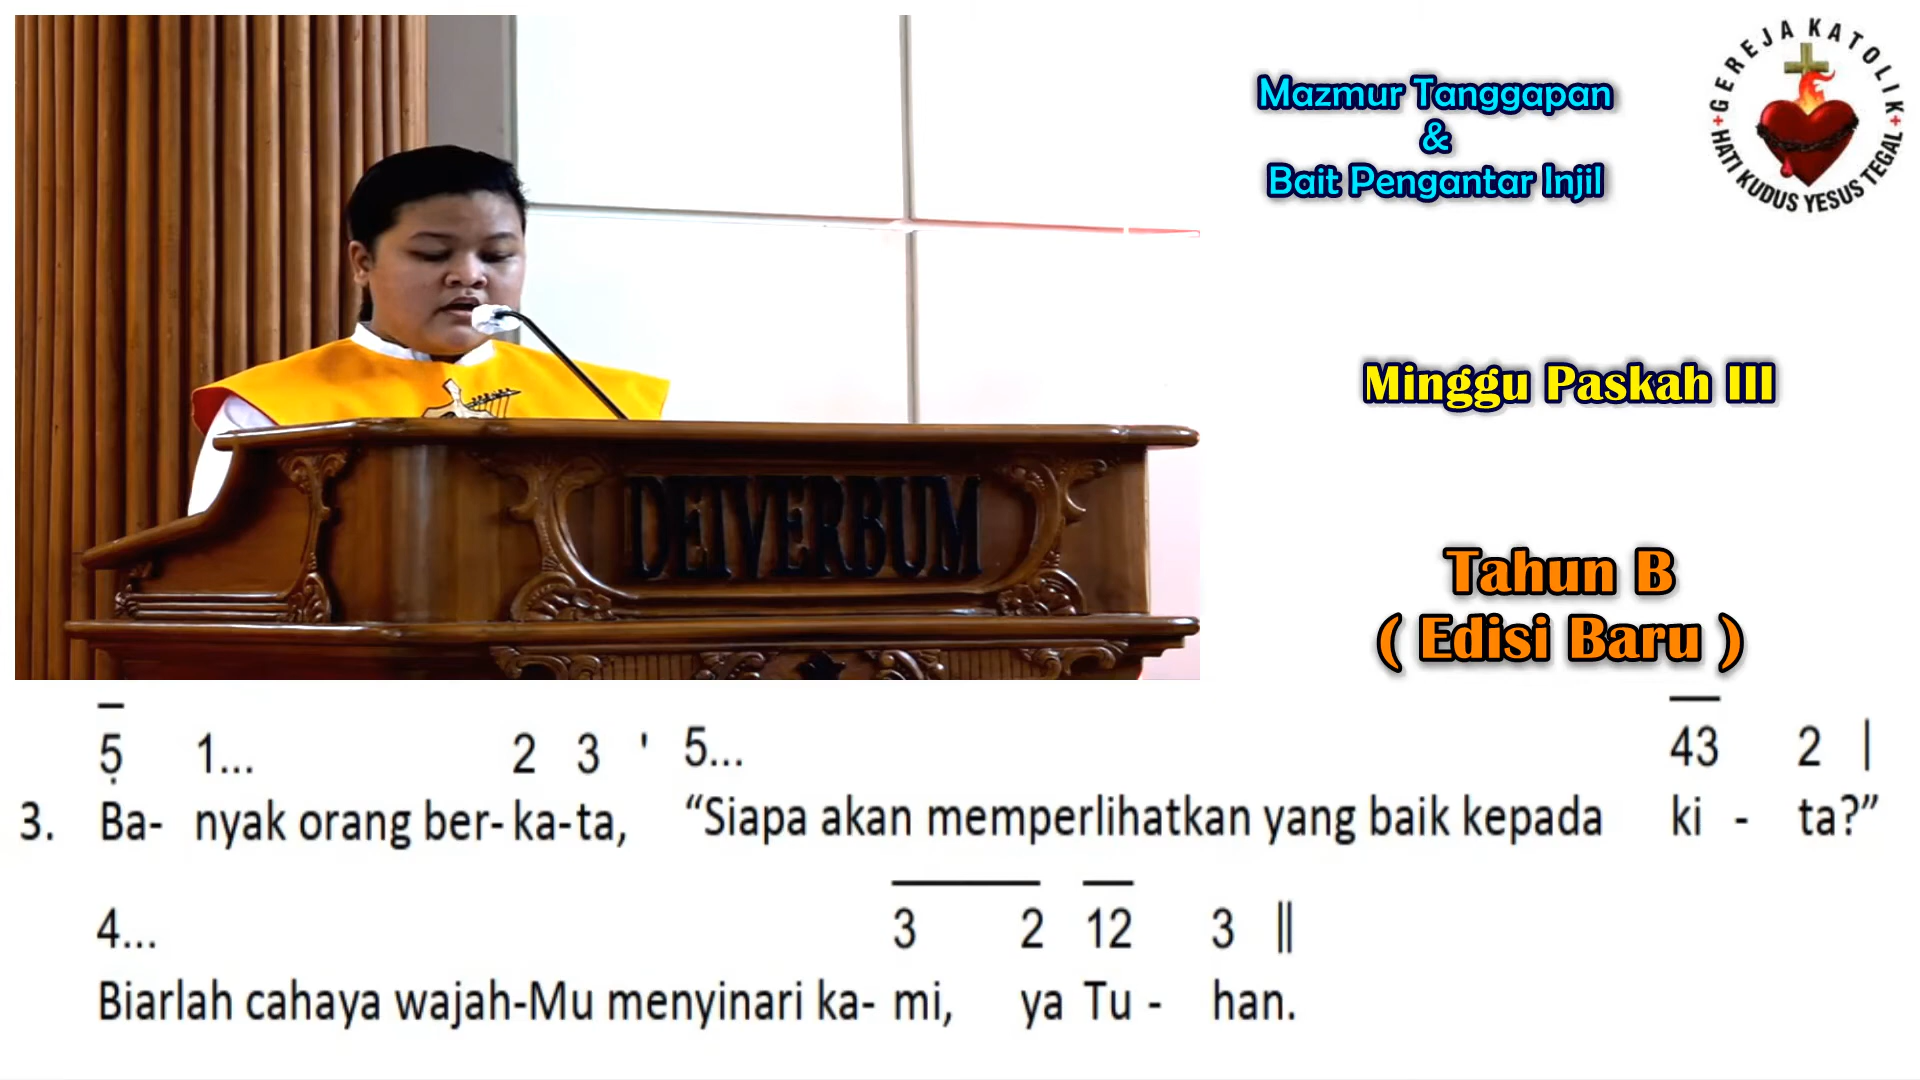 Mazmur Tanggapan
&
Bait Pengantar Injil
+ GEREJA KATOLIK +
HATI KUDUS YESUS TEGAL
Minggu Paskah III
Tahun B
( Edisi Baru )
DEI VERBUM
5̣ 1... 2 3 ' 5... 43 2 |
3. Ba- nyak orang ber- ka-ta, “Siapa akan memperlihatkan yang baik kepada ki - ta?”
4... 3 2 12 3 ||
Biarlah cahaya wajah-Mu menyinari ka- mi, ya Tu - han.